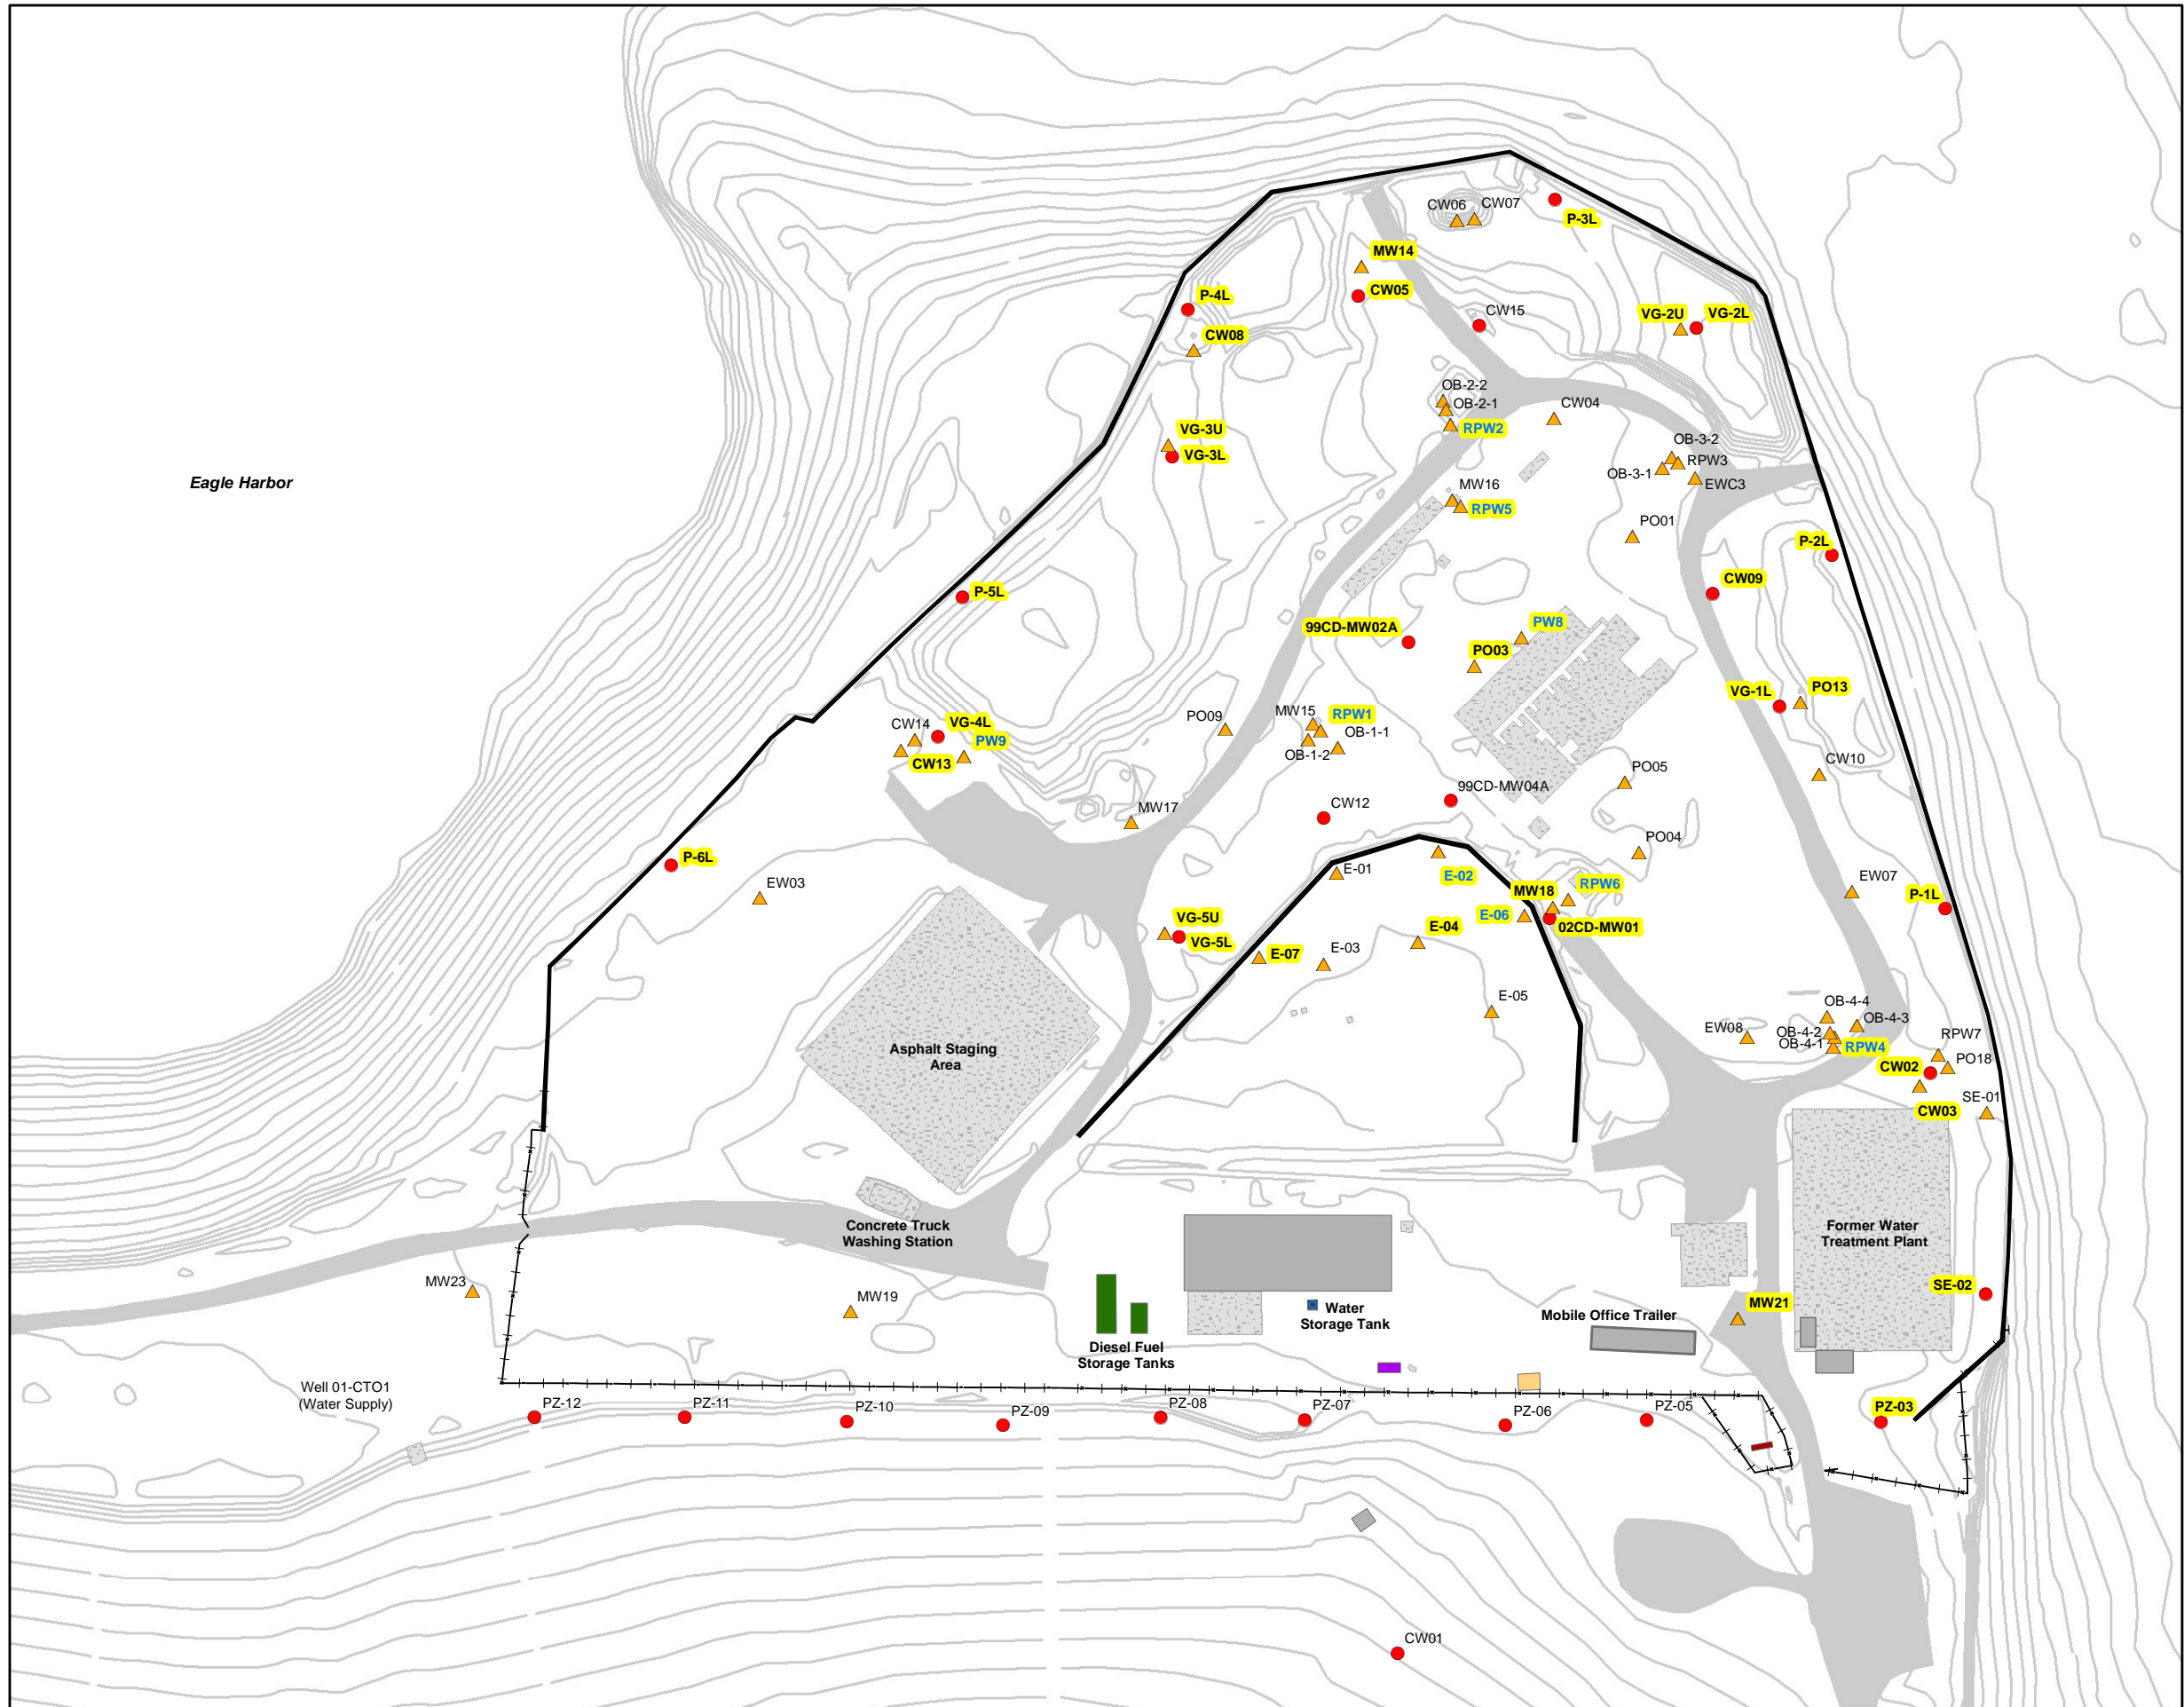 CW06
CW07
P-3L
MW14
CW05
P-4L
CW15
VG-2U
VG-2L
CW08
OB-2-2
OB-2-1
CW04
RPW2
VG-3U
VG-3L
OB-3-2
RPW3
OB-3-1
EWC3
Eagle Harbor
MW16
RPW5
PO01
P-2L
CW09
P-5L
99CD-MW02A
PW8
PO03
VG-1L
PO13
CW14
VG-4L
PW9
CW13
PO09
MW15
RPW1
OB-1-1
OB-1-2
CW10
PO05
99CD-MW04A
MW17
CW12
PO04
P-6L
EW03
E-01
E-02
MW18
RPW6
EW07
P-1L
VG-5U
VG-5L
E-06
02CD-MW01
E-04
E-07
E-03
E-05
OB-4-4
OB-4-3
EW08
OB-4-2
OB-4-1
RPW4
RPW7
PO18
CW02
SE-01
CW03
Asphalt Staging
Area
Concrete Truck
Washing Station
Former Water
Treatment Plant
MW23
MW19
SE-02
Water
Storage Tank
Mobile Office Trailer
MW21
Diesel Fuel
Storage Tanks
Well 01-CTO1
(Water Supply)
PZ-12
PZ-11
PZ-10
PZ-09
PZ-08
PZ-07
PZ-06
PZ-05
PZ-03
CW01